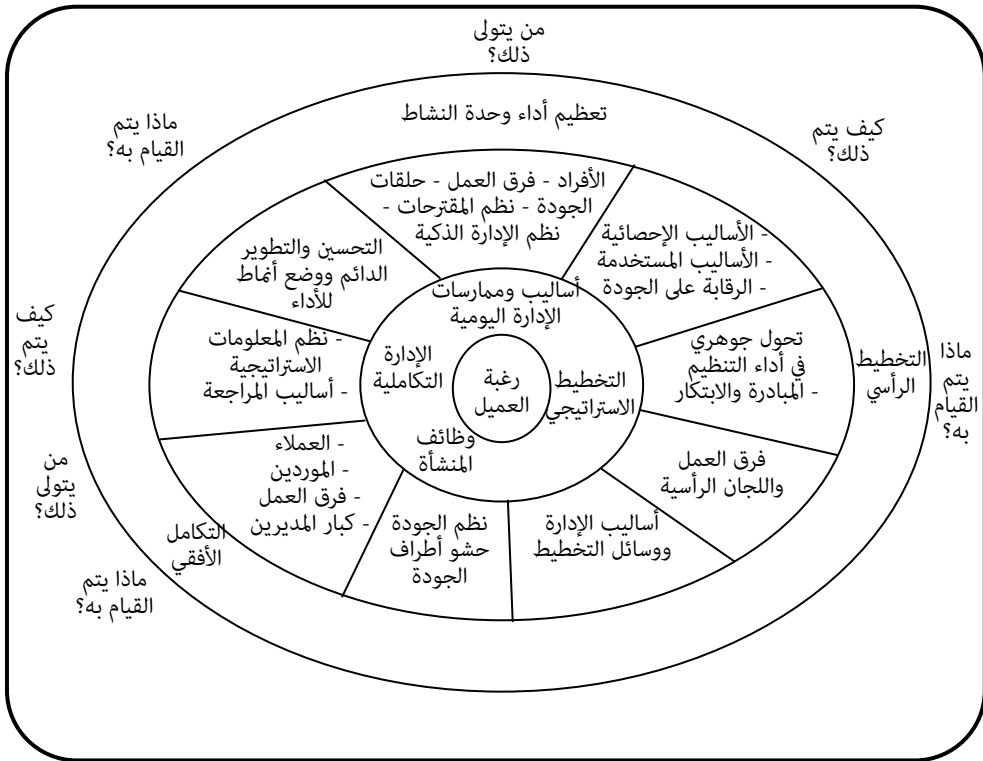 من يتولى
ذلك؟
ماذا يتم
القيام به؟
كيف يتم
ذلك؟
تعظيم أداء وحدة النشاط
الأفراد - فرق العمل - حلقات
الجودة - نظم المقترحات -
نظم الإدارة الذكية
- الأساليب الإحصائية
- الأساليب المستخدمة
- الرقابة على الجودة
التحسين والتطوير
الدائم ووضع أنماط
للأداء
أساليب وممارسات
الإدارة اليومية
كيف
يتم
ذلك؟
- نظم المعلومات
الاستراتيجية
- أساليب المراجعة
الإدارة
التكاملية
رغبة
العميل
التخطيط
الاستراتيجي
تحول جوهري
في أداء التنظيم
- المبادرة والابتكار
التخطيط
الرأسي
ماذا
يتم
القيام
به؟
وظائف
المنشأة
- العملاء
- الموردين
- فرق العمل
- كبار المديرين
فرق العمل
واللجان الرأسية
من
يتولى
ذلك؟
التكامل
الأفقي
نظم الجودة
حشو أطراف
الجودة
أساليب الإدارة
ووسائل التخطيط
ماذا يتم
القيام به؟